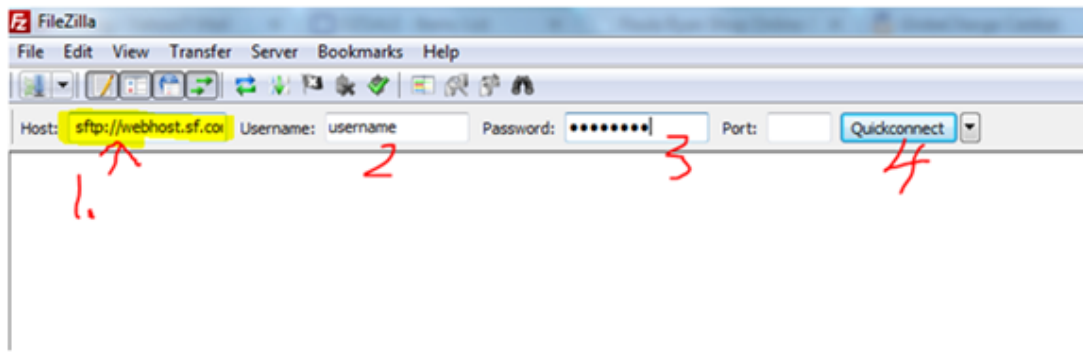 FileZilla
File Edit View Transfer Server Bookmarks Help
Host: sftp://webhost.sf.co Username: username Password: ●●●●●●●● Port: Quickconnect
1. 2 3 4